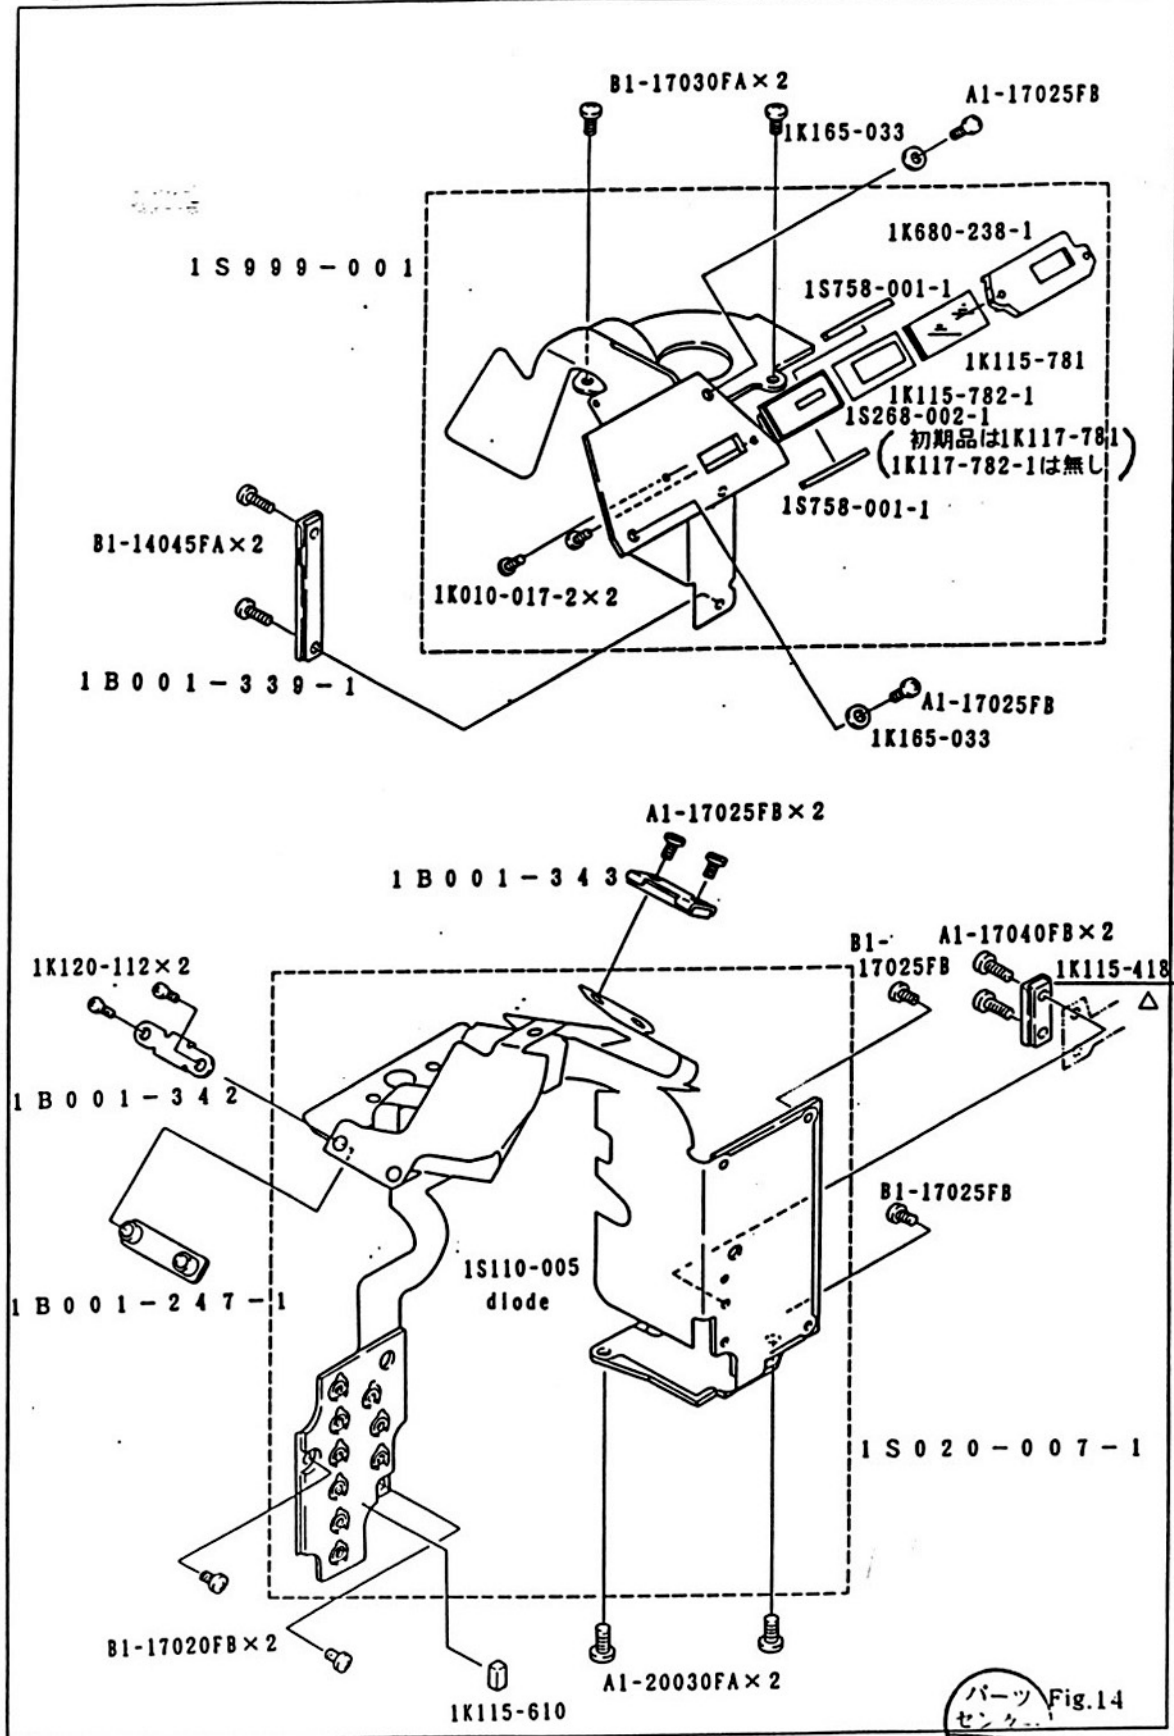 B1-17030FA×2
A1-17025FB
1K165-033
1K680-238-1
1S999-001
1S758-001-1
1K115-781
1K115-782-1
1S268-002-1
(初期品は1K117-781
1K117-782-1は無し)
1S758-001-1
B1-14045FA×2
1K010-017-2×2
1B001-339-1
A1-17025FB
1K165-033
A1-17025FB×2
1B001-343
B1-
17025FB
A1-17040FB×2
1K115-418
△
1K120-112×2
1B001-342
B1-17025FB
1S110-005
diode
1B001-247-1
1S020-007-1
B1-17020FB×2
A1-20030FA×2
1K115-610
パーツ
Fig.14